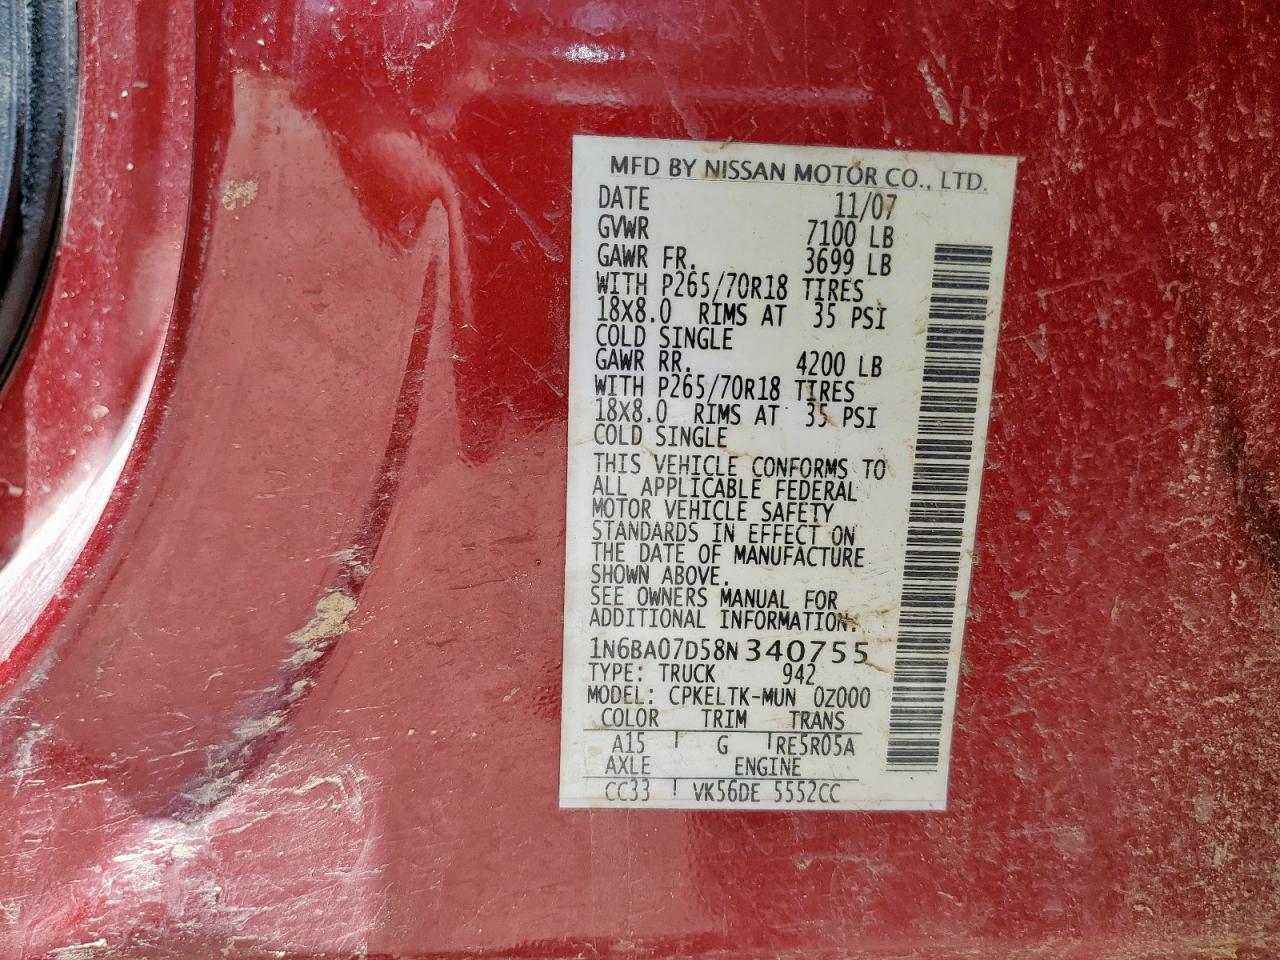 MFD BY NISSAN MOTOR CO., LTD.
DATE 11/07
GVWR 7100 LB
GAWR FR. 3699 LB
WITH P265/70R18 TIRES
18X8.0 RIMS AT 35 PSI
COLD SINGLE
GAWR RR. 4200 LB
WITH P265/70R18 TIRES
18X8.0 RIMS AT 35 PSI
COLD SINGLE
THIS VEHICLE CONFORMS TO
ALL APPLICABLE FEDERAL
MOTOR VEHICLE SAFETY
STANDARDS IN EFFECT ON
THE DATE OF MANUFACTURE
SHOWN ABOVE.
SEE OWNERS MANUAL FOR
ADDITIONAL INFORMATION.
1N6BA07D58N340755
TYPE: TRUCK 942
MODEL: CPKELTK-MUN 0Z000
COLOR TRIM TRANS
A15 G RE5R05A
AXLE ENGINE
CC33 VK56DE 5552CC